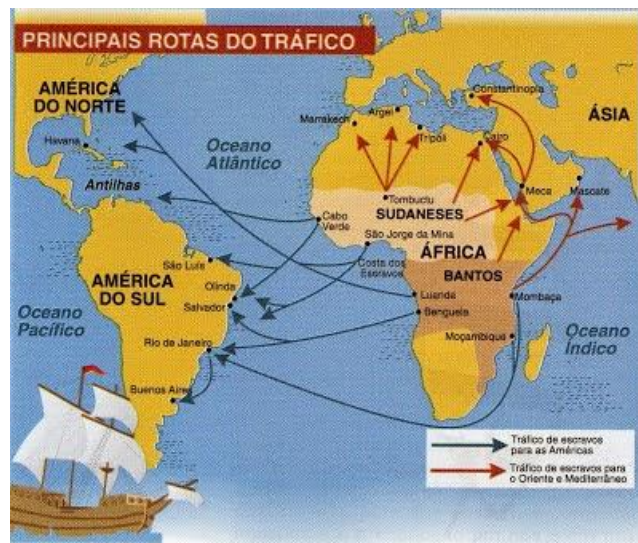 PRINCIPAIS ROTAS DO TRÁFICO
AMÉRICA
DO NORTE
Havana
Antilhas
Oceano
Atlântico
Marrakech
Argel
Trípoli
Constantinopla
Cairo
ÁSIA
Meca
Mascate
Tombuctu
SUDANESES
Cabo
Verde
São Jorge da Mina
ÁFRICA
Costa dos
Escravos
BANTOS
São Luís
AMÉRICA
DO SUL
Olinda
Salvador
Luanda
Benguela
Mombaça
Oceano
Pacífico
Rio de Janeiro
Moçambique
Oceano
Índico
Buenos Aires
Tráfico de escravos
para as Américas
Tráfico de escravos para
o Oriente e Mediterrâneo